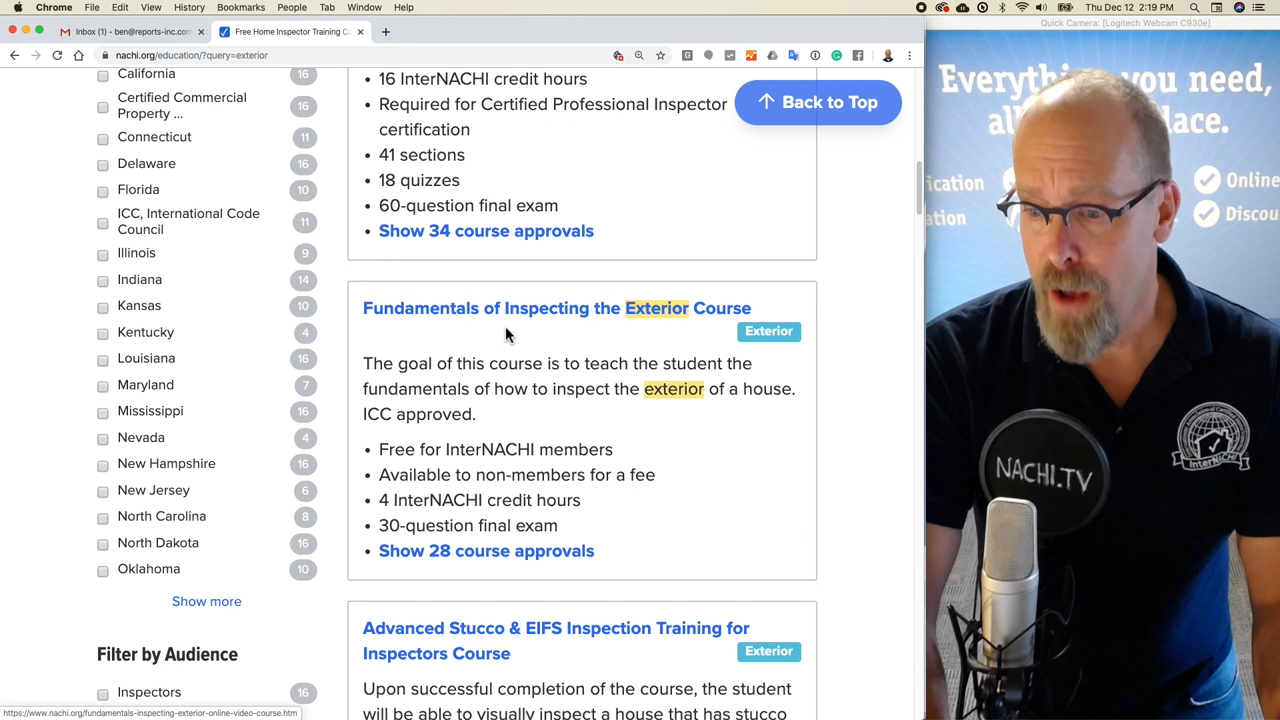 Chrome File Edit View History Bookmarks People Tab Window Help
Thu Dec 12 2:19 PM
Quick Camera: [Logitech Webcam C930e]
Inbox (1) - ben@reports-inc.com
Free Home Inspector Training Co
nachi.org/education/?query=exterior
California 16
Certified Commercial
Property ... 16
Connecticut 11
Delaware 16
Florida 10
ICC, International Code
Council 11
Illinois 9
Indiana 14
Kansas 10
Kentucky 4
Louisiana 16
Maryland 7
Mississippi 16
Nevada 4
New Hampshire 16
New Jersey 6
North Carolina 8
North Dakota 16
Oklahoma 10
Show more
Filter by Audience
Inspectors 16
https://www.nachi.org/fundamentals-inspecting-exterior-online-video-course.htm
• 16 InterNACHI credit hours
• Required for Certified Professional Inspector
certification
• 41 sections
• 18 quizzes
• 60-question final exam
• Show 34 course approvals
↑ Back to Top
Fundamentals of Inspecting the Exterior Course
Exterior
The goal of this course is to teach the student the
fundamentals of how to inspect the exterior of a house.
ICC approved.
• Free for InterNACHI members
• Available to non-members for a fee
• 4 InterNACHI credit hours
• 30-question final exam
• Show 28 course approvals
Advanced Stucco & EIFS Inspection Training for
Inspectors Course
Exterior
Upon successful completion of the course, the student
will be able to visually inspect a house that has stucco
Everything you need,
Online
Discou
NACHI.TV
InterNACHI